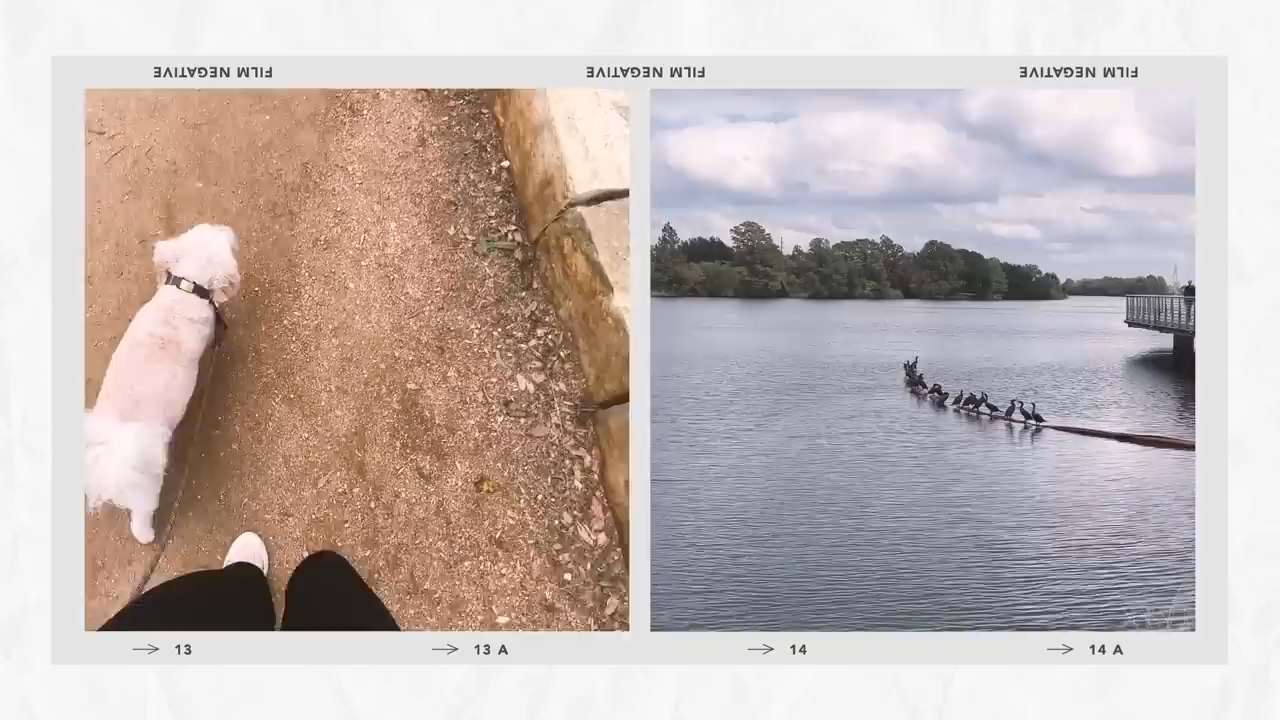 FILM NEGATIVE FILM NEGATIVE FILM NEGATIVE
→ 13 → 13 A → 14 → 14 A